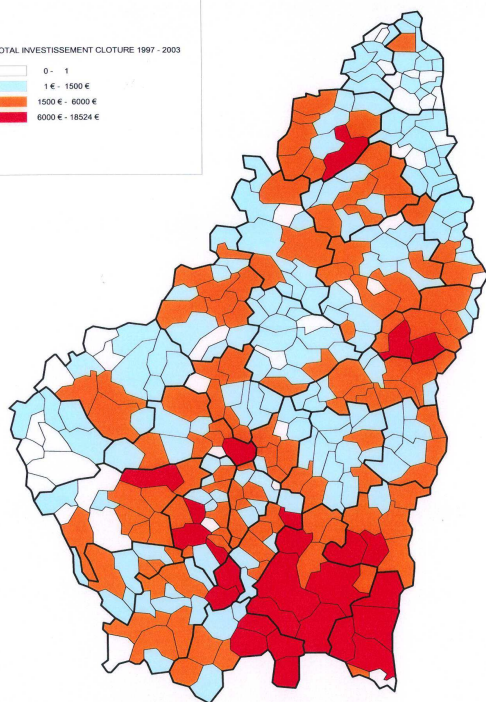 OTAL INVESTISSEMENT CLOTURE 1997 - 2003
0 - 1
1 € - 1500 €
1500 € - 6000 €
6000 € - 18524 €